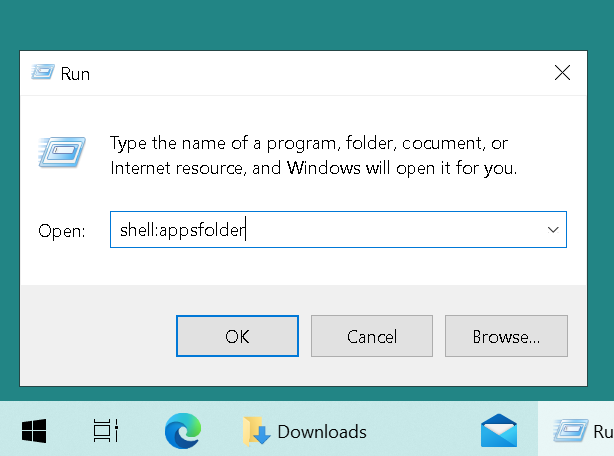 Run
Type the name of a program, folder, cocument, or
Internet resource, and Windows will open it for you.
Open:
shell:appsfolder
OK
Cancel
Browse...
Downloads
Ru